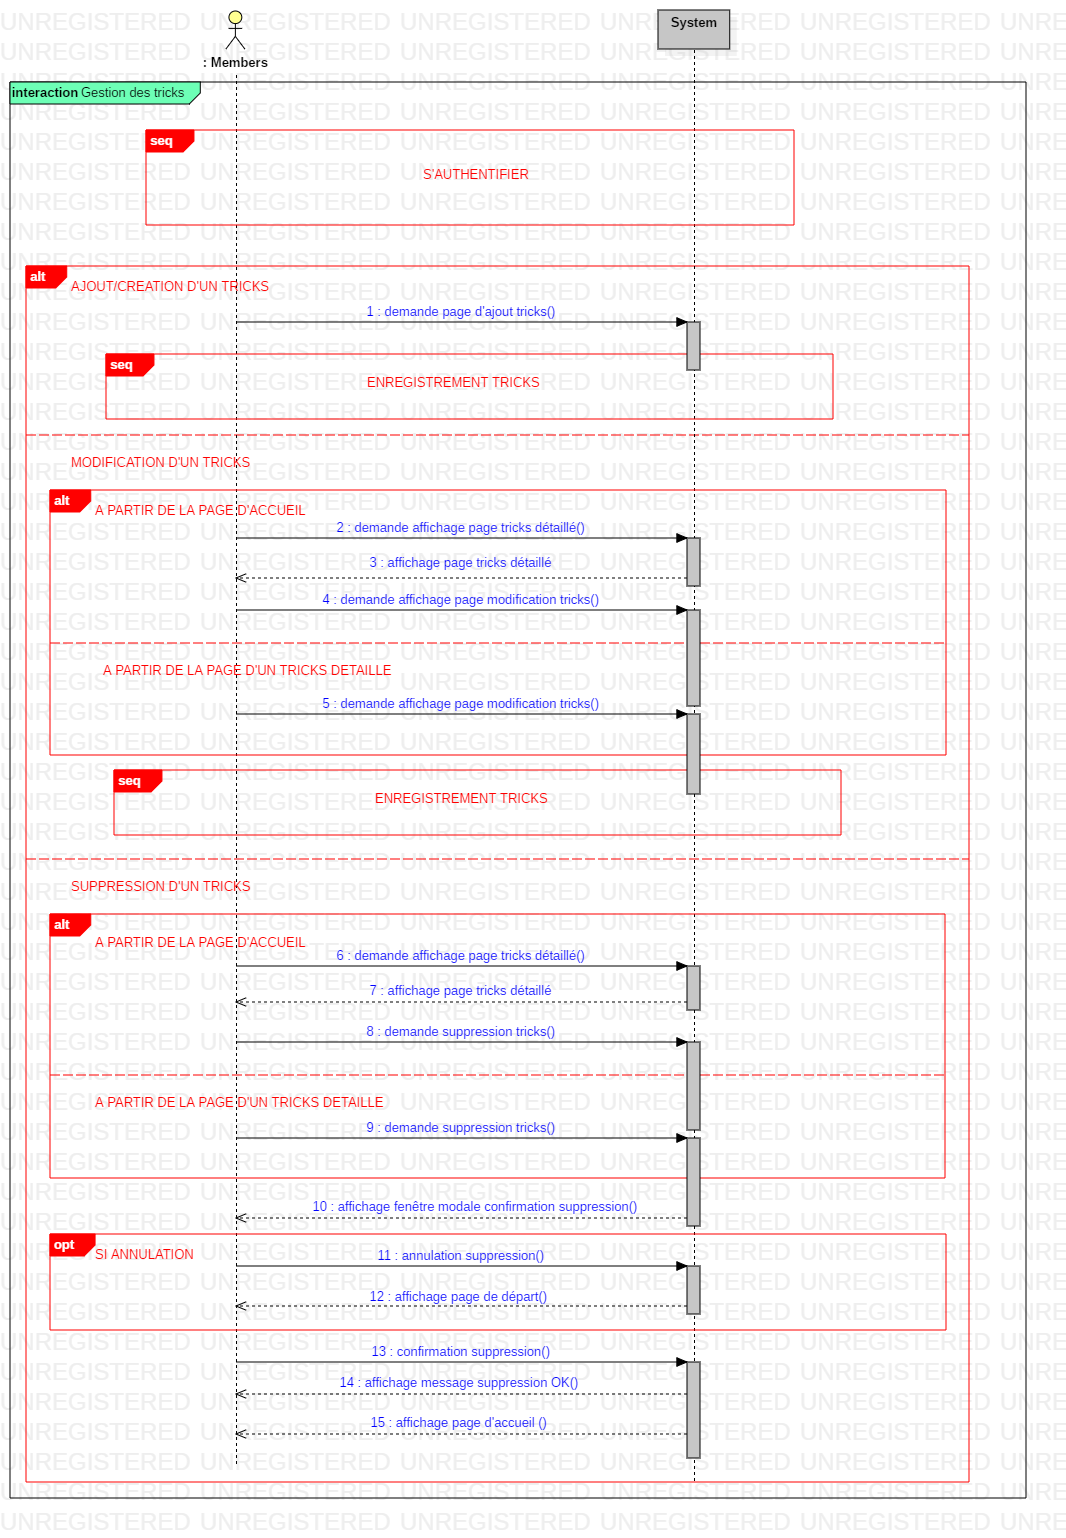 : Members
System
interaction Gestion des tricks
seq
S'AUTHENTIFIER
alt
AJOUT/CREATION D'UN TRICKS
1 : demande page d'ajout tricks()
seq
ENREGISTREMENT TRICKS
MODIFICATION D'UN TRICKS
alt
A PARTIR DE LA PAGE D'ACCUEIL
2 : demande affichage page tricks détaillé()
3 : affichage page tricks détaillé
4 : demande affichage page modification tricks()
A PARTIR DE LA PAGE D'UN TRICKS DETAILLE
5 : demande affichage page modification tricks()
seq
ENREGISTREMENT TRICKS
SUPPRESSION D'UN TRICKS
alt
A PARTIR DE LA PAGE D'ACCUEIL
6 : demande affichage page tricks détaillé()
7 : affichage page tricks détaillé
8 : demande suppression tricks()
A PARTIR DE LA PAGE D'UN TRICKS DETAILLE
9 : demande suppression tricks()
10 : affichage fenêtre modale confirmation suppression()
opt
SI ANNULATION
11 : annulation suppression()
12 : affichage page de départ()
13 : confirmation suppression()
14 : affichage message suppression OK()
15 : affichage page d'accueil ()
UNREGISTERED